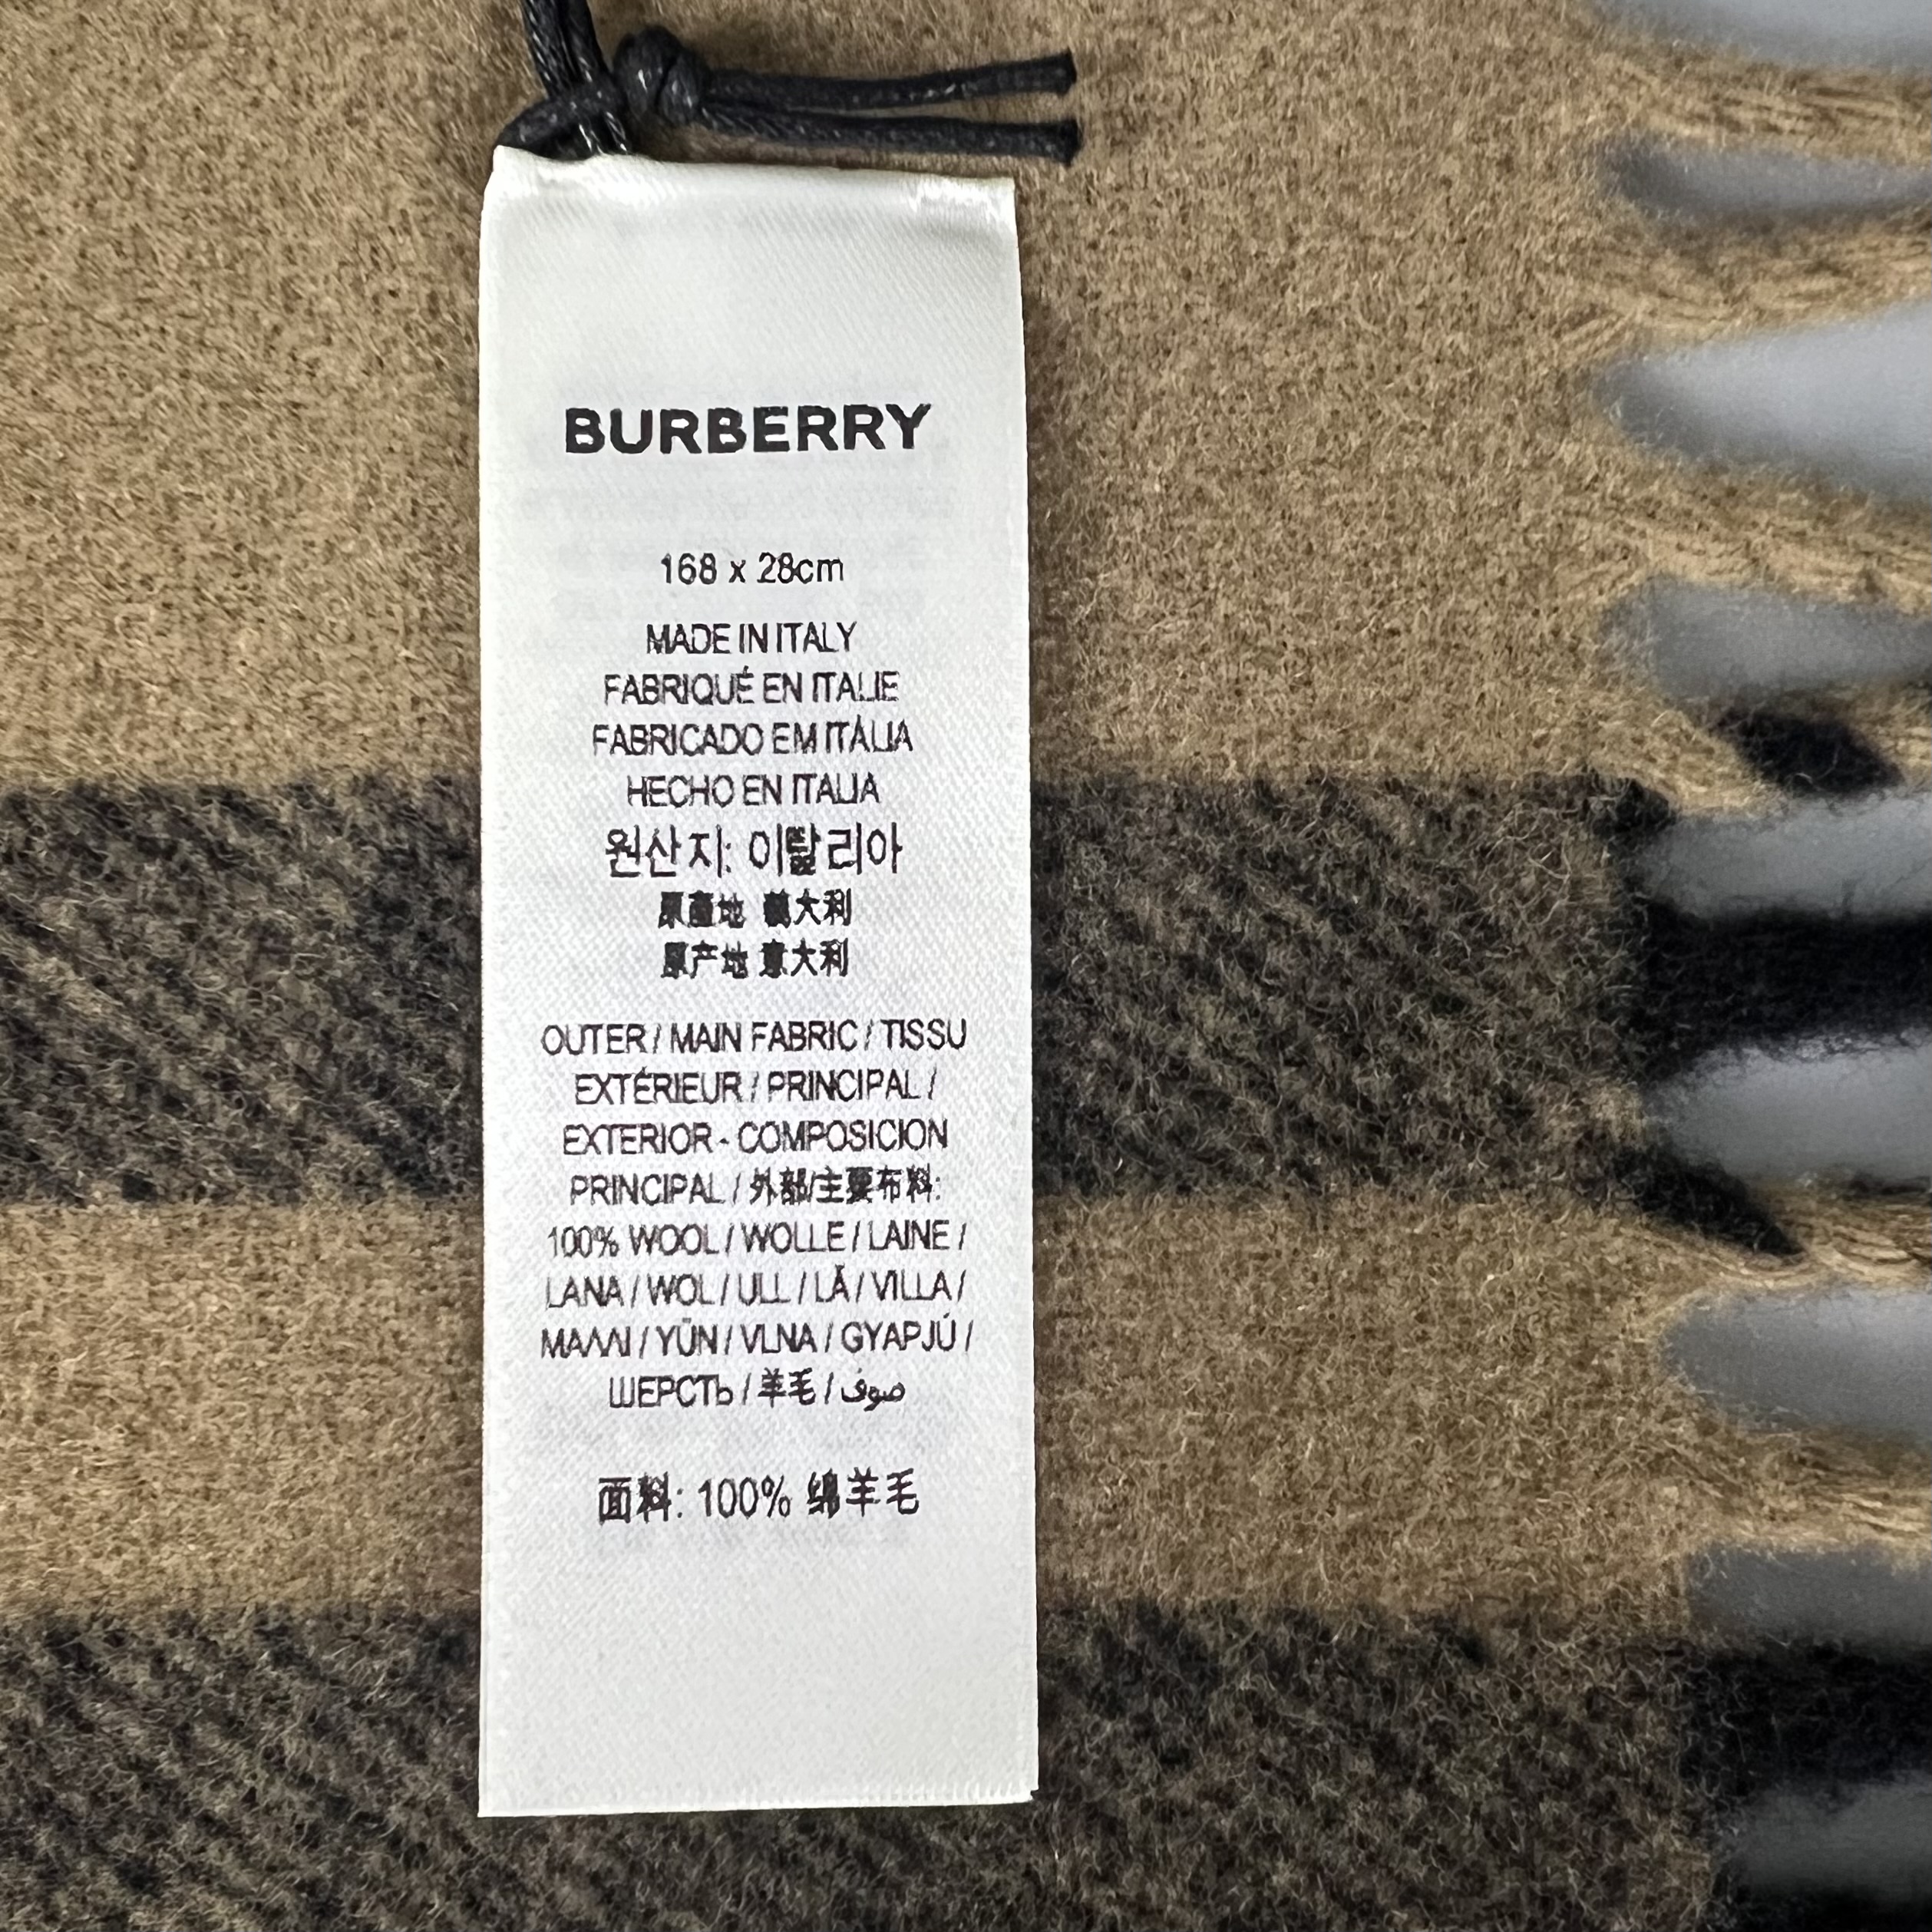 BURBERRY
168 x 28cm
MADE IN ITALY
FABRIQUÉ EN ITALIE
FABRICADO EM ITÁLIA
HECHO EN ITALIA
원산지: 이탈리아
原產地 義大利
原产地 意大利
OUTER / MAIN FABRIC / TISSU
EXTÉRIEUR / PRINCIPAL /
EXTERIOR - COMPOSICION
PRINCIPAL / 外部/主要布料:
100% WOOL / WOLLE / LAINE /
LANA / WOL / ULL / LÃ / VILLA /
ΜΑΛΛΙ / YÜN / VLNA / GYAPJÚ /
ШЕРСТЬ / 羊毛 / صوف
面料: 100% 绵羊毛